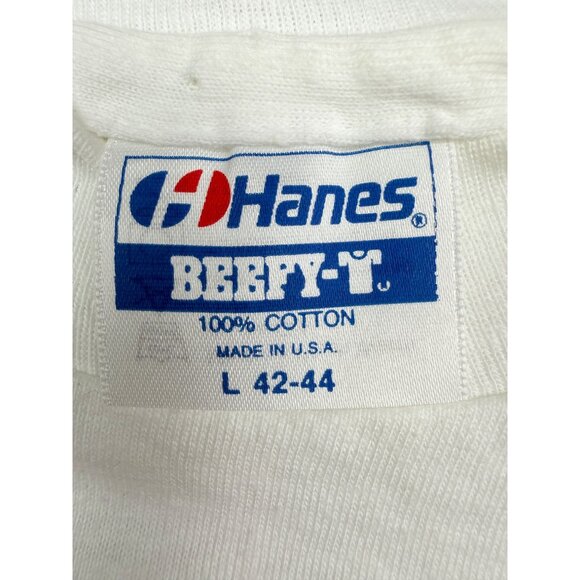 Hanes®
BEEFY-T
100% COTTON
MADE IN U.S.A.
L 42-44